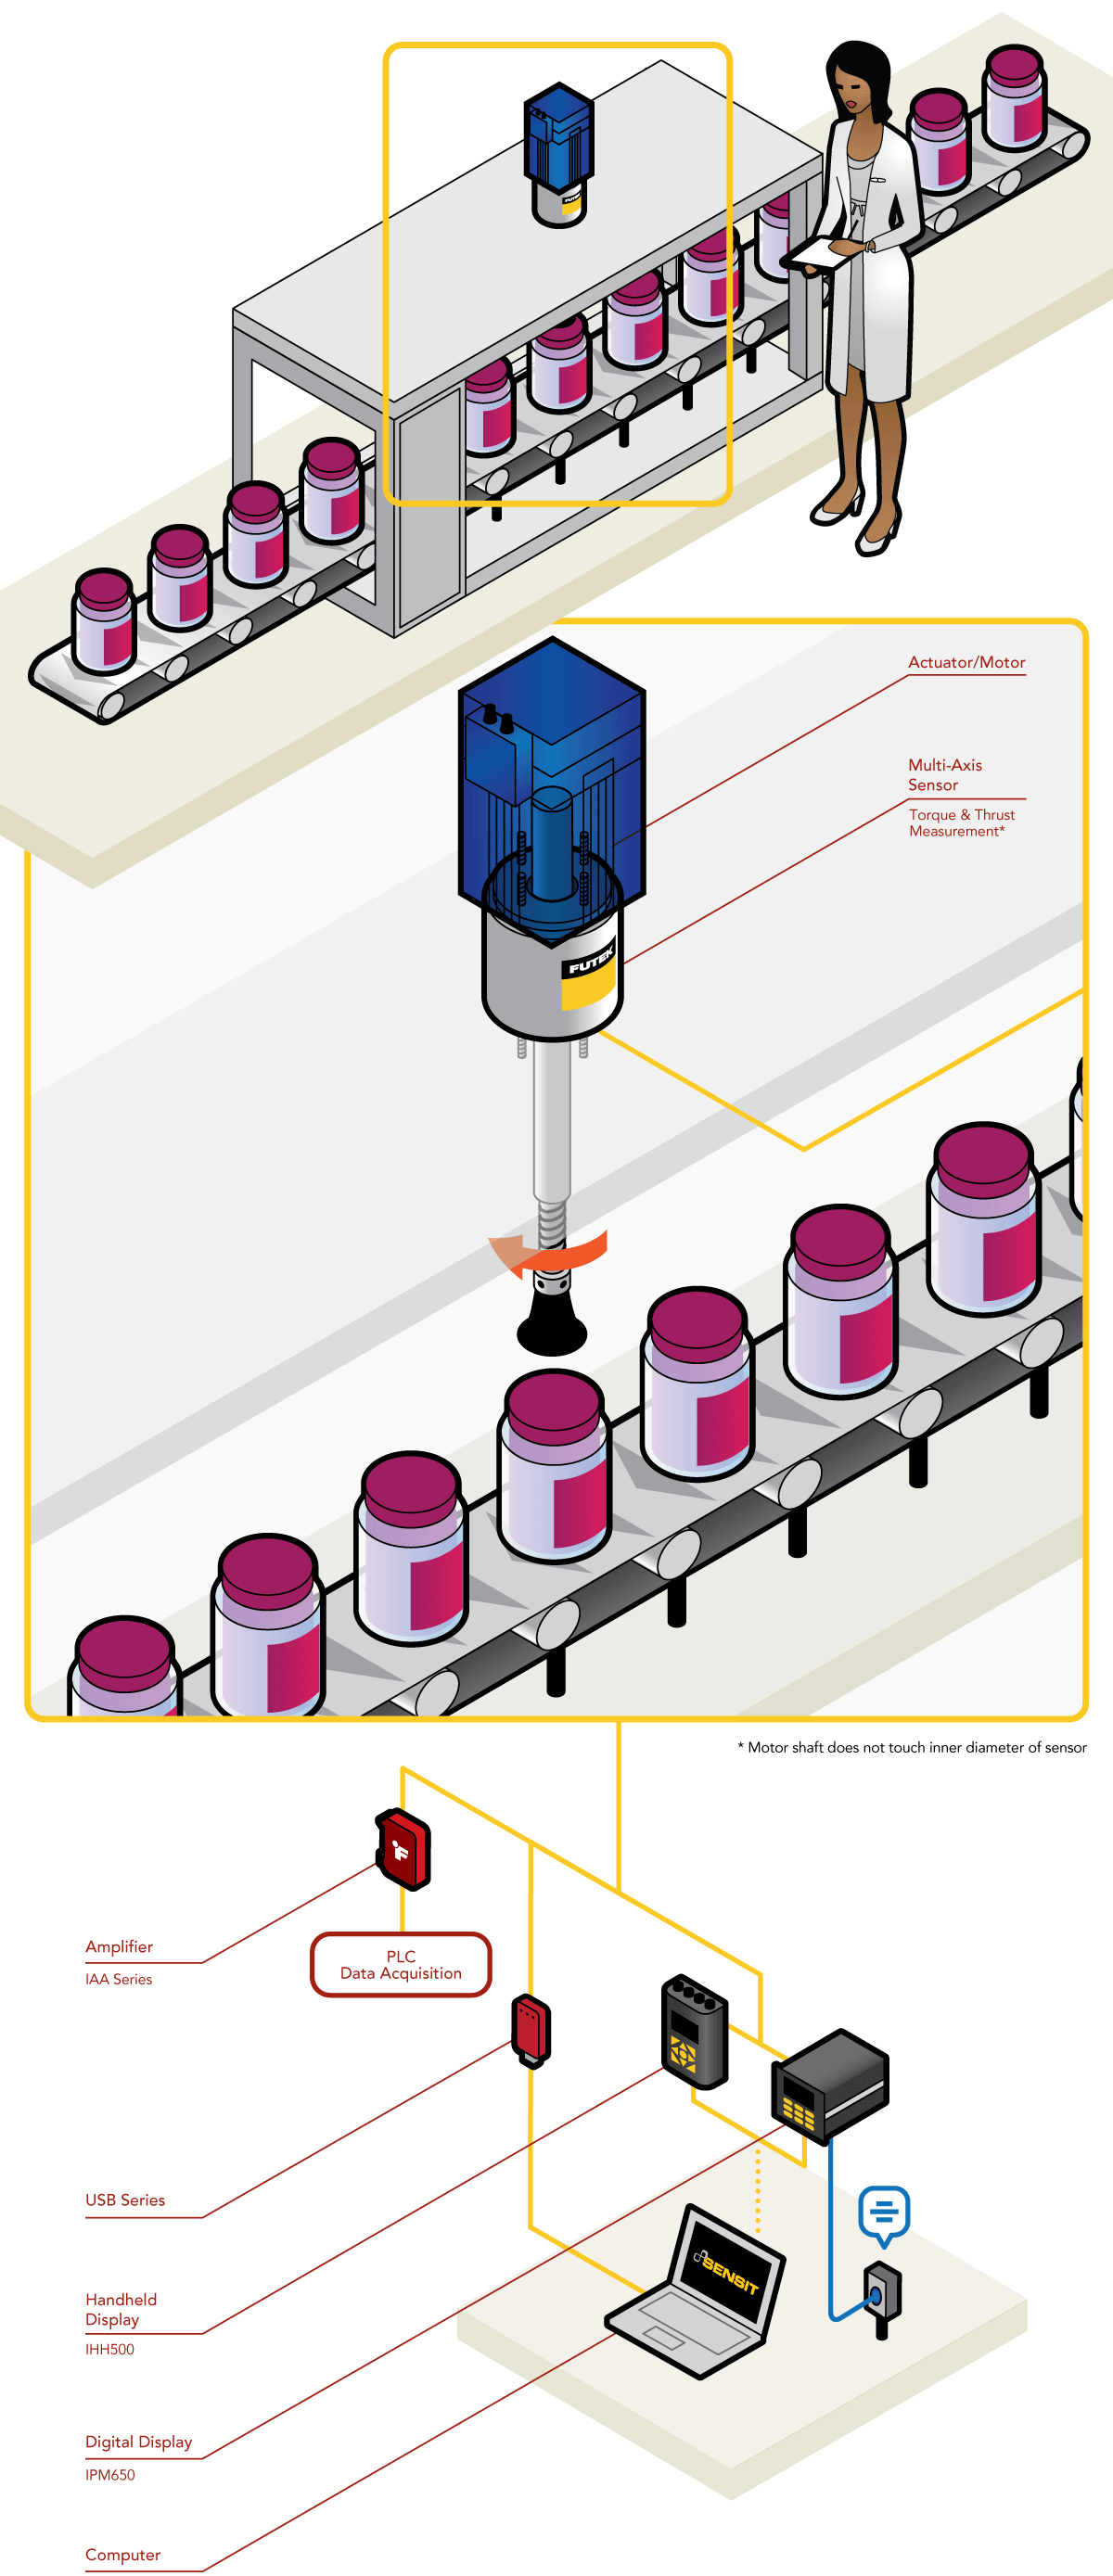 FUTEK
Actuator/Motor
Multi-Axis
Sensor
Torque & Thrust
Measurement*
FUTEK
* Motor shaft does not touch inner diameter of sensor
Amplifier
IAA Series
PLC
Data Acquisition
USB Series
Handheld
Display
IHH500
SENSIT
Digital Display
IPM650
Computer